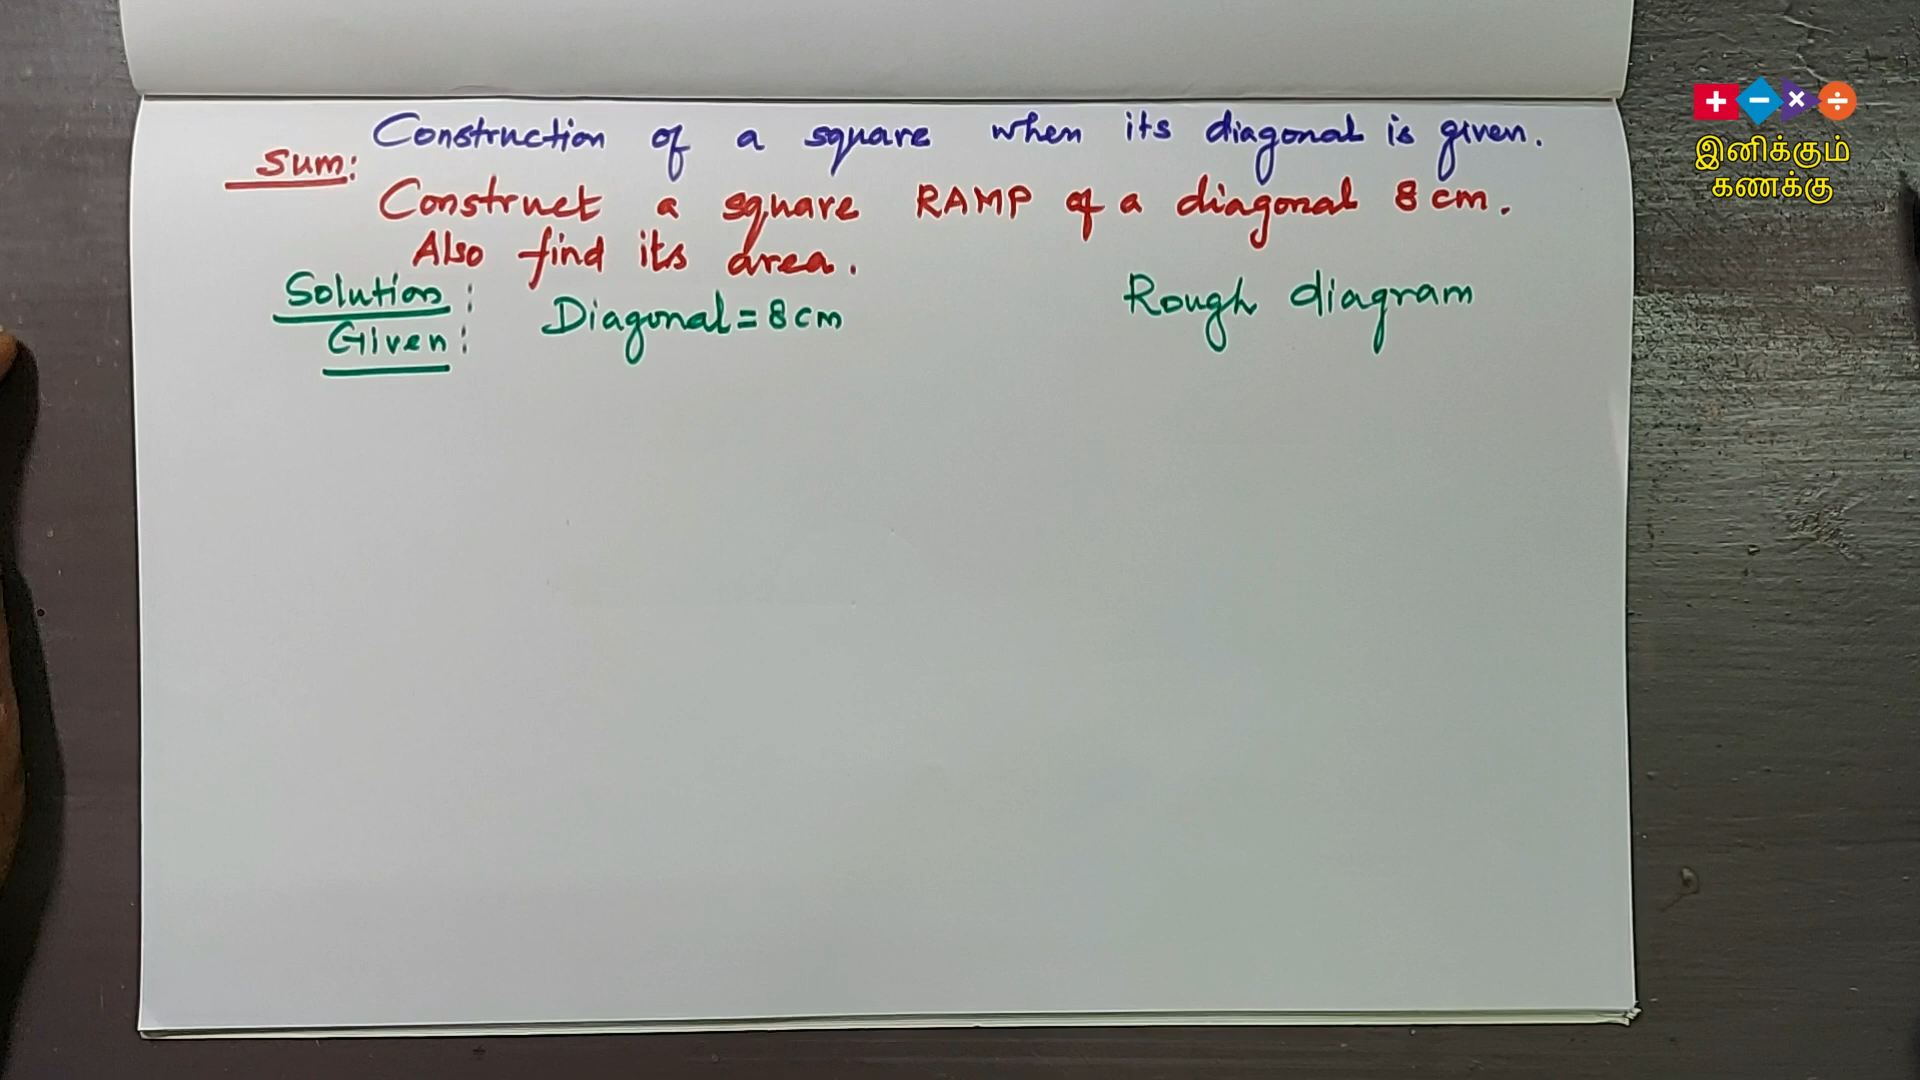 Construction of a square when its diagonal is given.
Sum:
Construct a square RAMP of a diagonal 8 cm.
Also find its area.
Solution:
Given: Diagonal = 8cm
Rough diagram
+ − × ÷
இனிக்கும்
கணக்கு